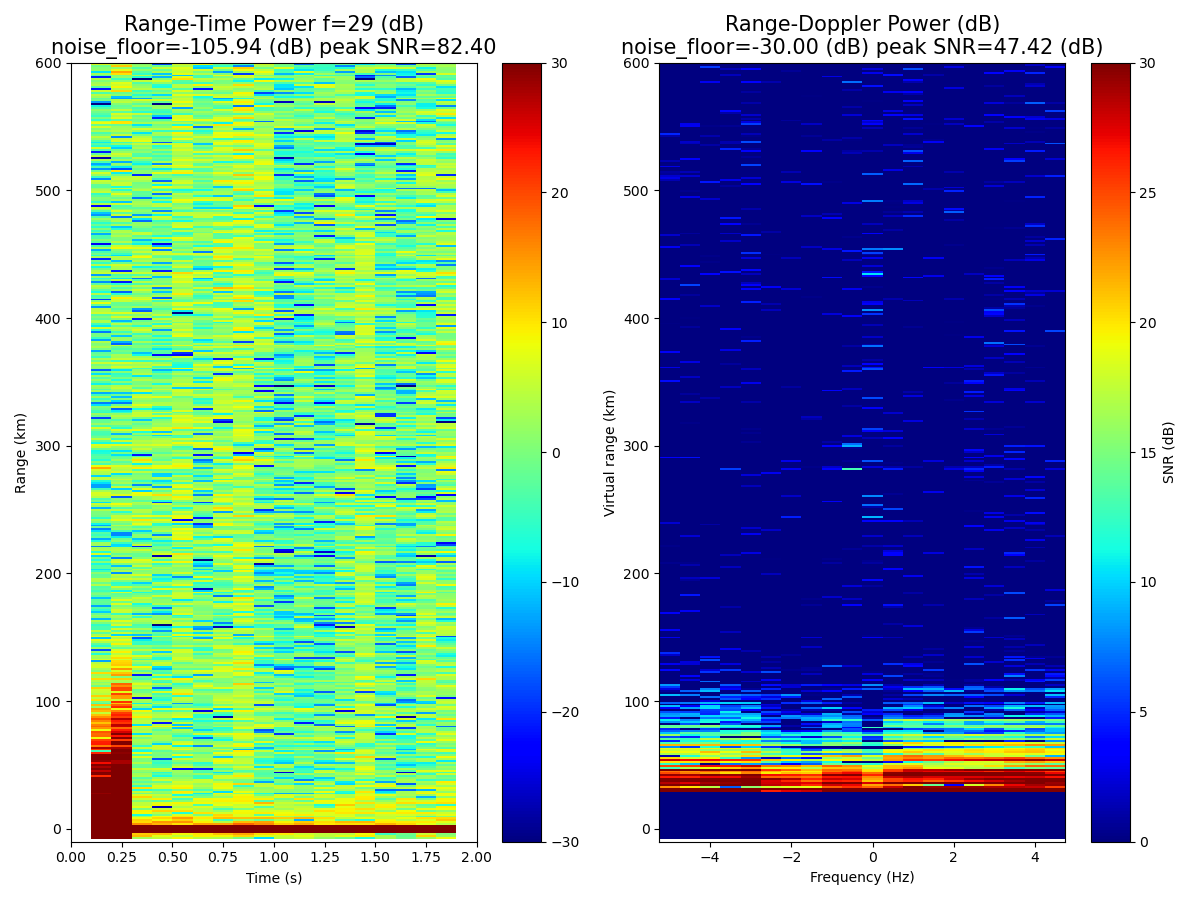 Range-Time Power f=29 (dB)
noise_floor=-105.94 (dB) peak SNR=82.40
600
500
400
300
200
100
0
Range (km)
0.00 0.25 0.50 0.75 1.00 1.25 1.50 1.75 2.00
Time (s)
30
20
10
0
−10
−20
−30
Range-Doppler Power (dB)
noise_floor=-30.00 (dB) peak SNR=47.42 (dB)
600
500
400
300
200
100
0
Virtual range (km)
−4 −2 0 2 4
Frequency (Hz)
30
25
20
15
10
5
0
SNR (dB)